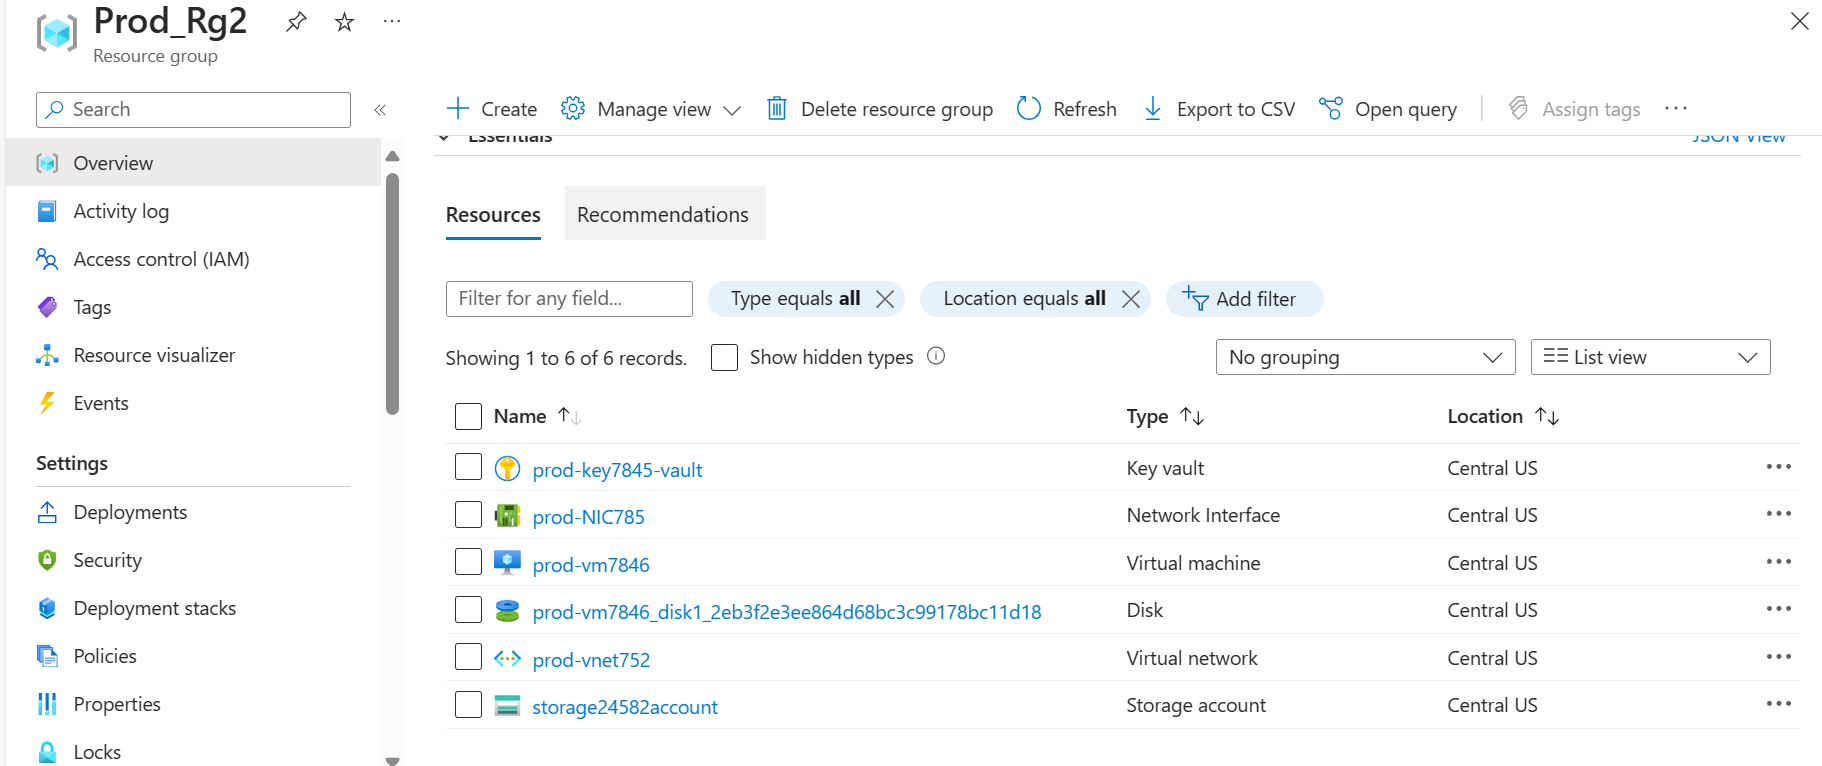 Prod_Rg2
Resource group
Search
Overview
Activity log
Access control (IAM)
Tags
Resource visualizer
Events
Settings
Deployments
Security
Deployment stacks
Policies
Properties
Locks
Create Manage view Delete resource group Refresh Export to CSV Open query Assign tags
Essentials JSON View
Resources Recommendations
Filter for any field... Type equals all Location equals all Add filter
Showing 1 to 6 of 6 records. Show hidden types No grouping List view
Name Type Location
prod-key7845-vault Key vault Central US
prod-NIC785 Network Interface Central US
prod-vm7846 Virtual machine Central US
prod-vm7846_disk1_2eb3f2e3ee864d68bc3c99178bc11d18 Disk Central US
prod-vnet752 Virtual network Central US
storage24582account Storage account Central US